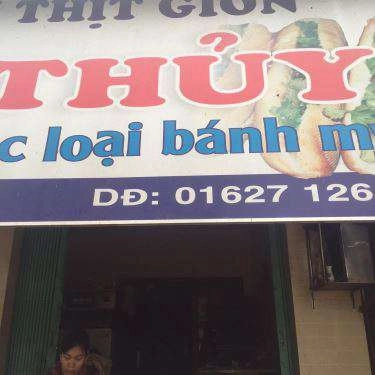 THỊT GIÒN
THỦY
c loại bánh m
DĐ: 01627 126